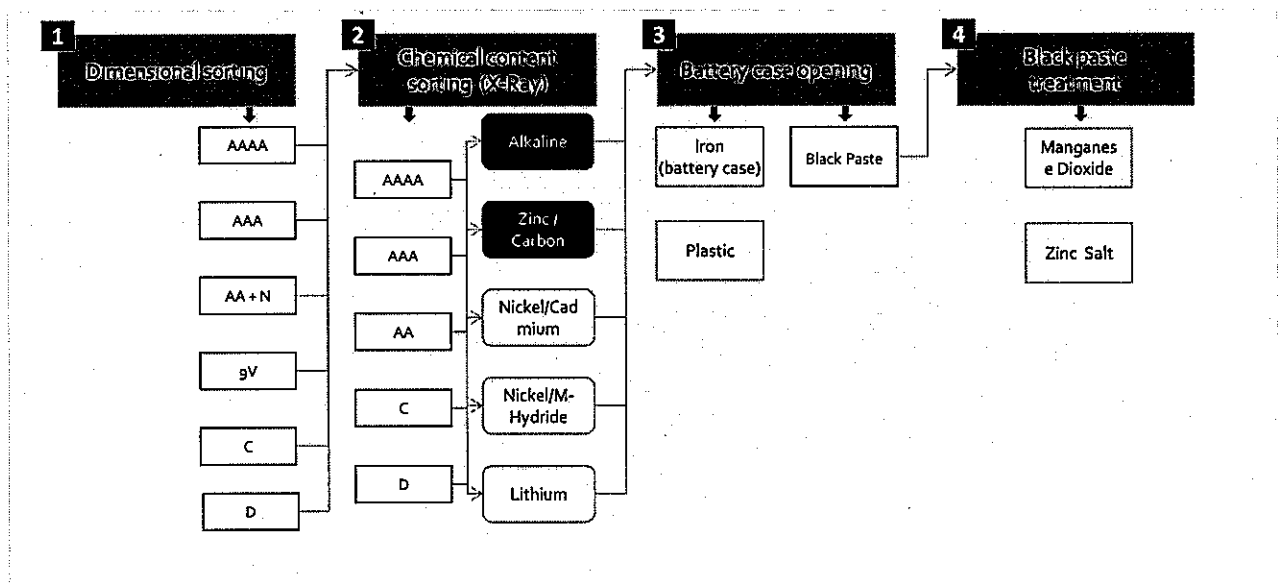 1
Dimensional sorting
AAAA
AAA
AA + N
9V
C
D
2
Chemical content
sorting (X-Ray)
AAAA
AAA
AA
C
D
Alkaline
Zinc /
Carbon
Nickel/Cad
mium
Nickel/M-
Hydride
Lithium
3
Battery case opening
Iron
(battery case)
Plastic
Black Paste
4
Black paste
treatment
Manganes
e Dioxide
Zinc Salt